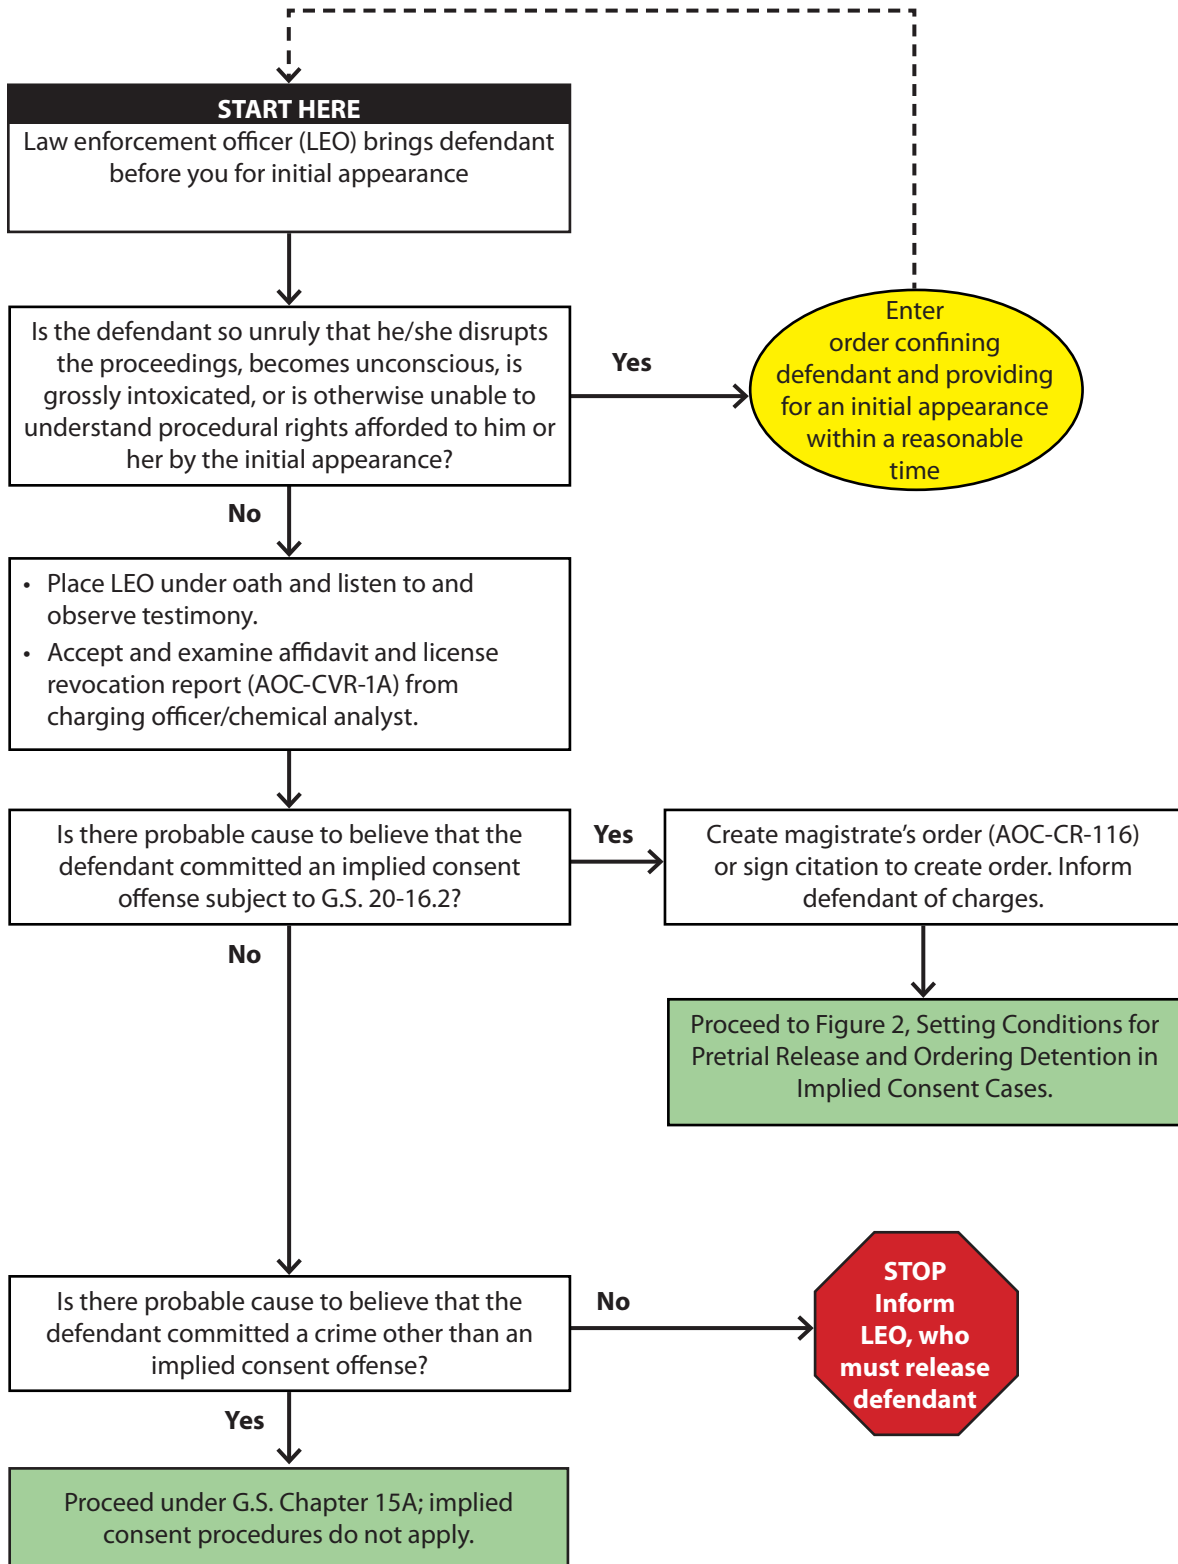 START HERE
Law enforcement officer (LEO) brings defendant
before you for initial appearance
Is the defendant so unruly that he/she disrupts
the proceedings, becomes unconscious, is
grossly intoxicated, or is otherwise unable to
understand procedural rights afforded to him or
her by the initial appearance?
Yes
Enter
order confining
defendant and providing
for an initial appearance
within a reasonable
time
No
• Place LEO under oath and listen to and
observe testimony.
• Accept and examine affidavit and license
revocation report (AOC-CVR-1A) from
charging officer/chemical analyst.
Is there probable cause to believe that the
defendant committed an implied consent
offense subject to G.S. 20-16.2?
Yes
Create magistrate’s order (AOC-CR-116)
or sign citation to create order. Inform
defendant of charges.
No
Proceed to Figure 2, Setting Conditions for
Pretrial Release and Ordering Detention in
Implied Consent Cases.
Is there probable cause to believe that the
defendant committed a crime other than an
implied consent offense?
No
STOP
Inform
LEO, who
must release
defendant
Yes
Proceed under G.S. Chapter 15A; implied
consent procedures do not apply.